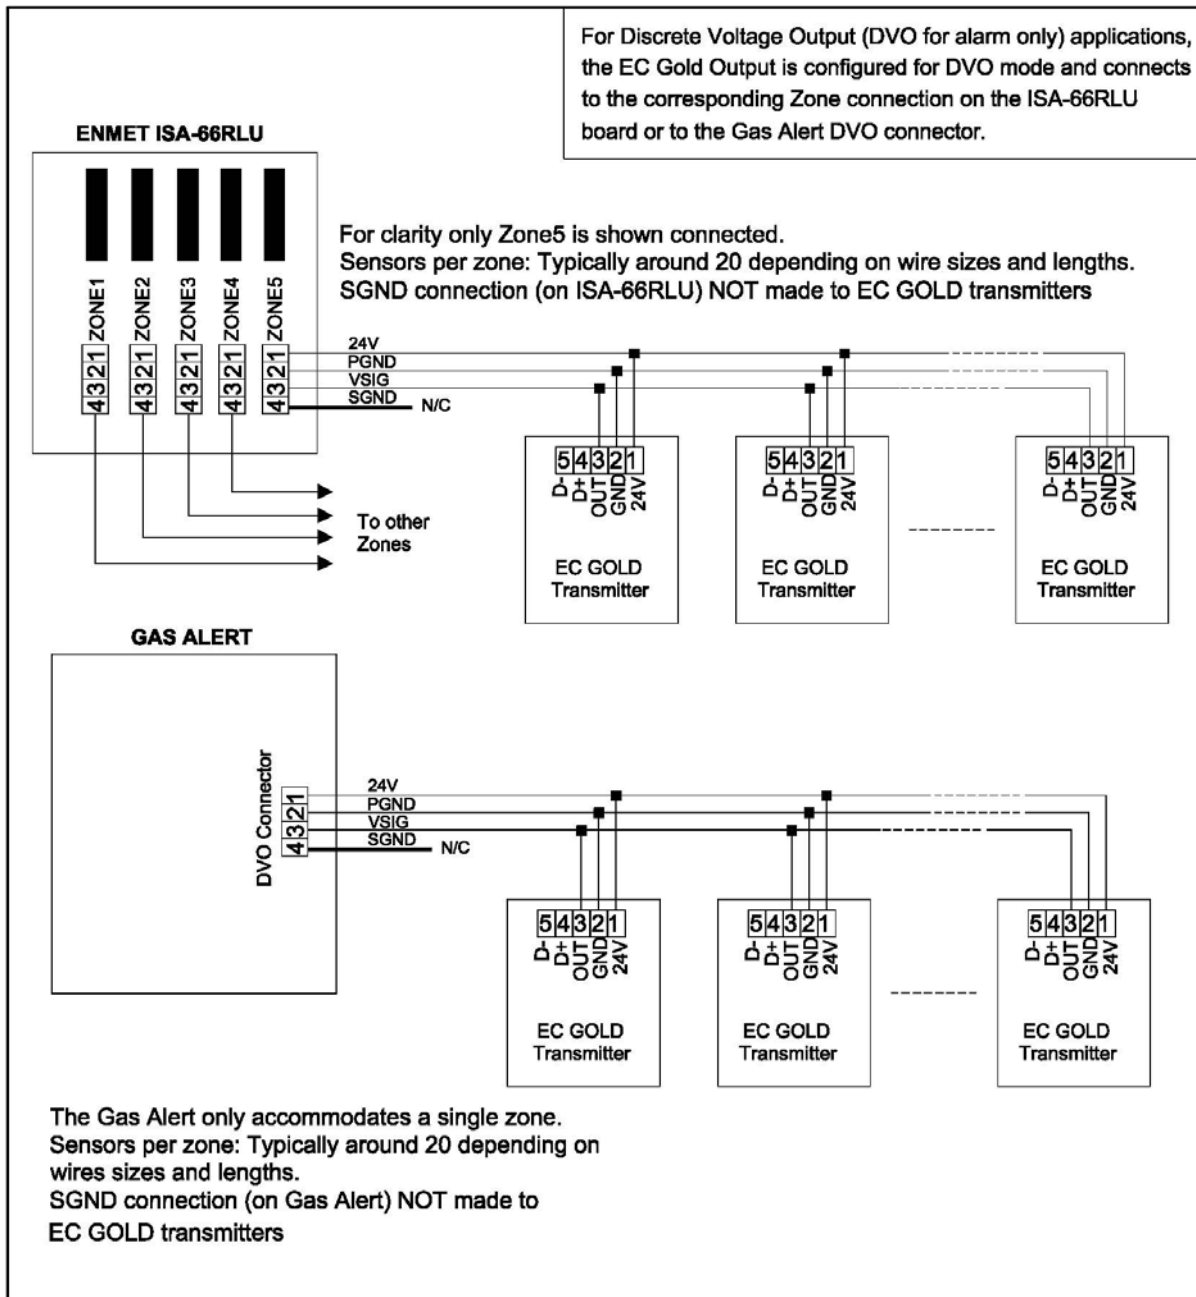 For Discrete Voltage Output (DVO for alarm only) applications,
the EC Gold Output is configured for DVO mode and connects
to the corresponding Zone connection on the ISA-66RLU
board or to the Gas Alert DVO connector.
ENMET ISA-66RLU
For clarity only Zone5 is shown connected.
Sensors per zone: Typically around 20 depending on wire sizes and lengths.
SGND connection (on ISA-66RLU) NOT made to EC GOLD transmitters
ZONE1
ZONE2
ZONE3
ZONE4
ZONE5
4321
4321
4321
4321
4321
24V
PGND
VSIG
SGND
N/C
To other
Zones
54321
D-
D+
OUT
GND
24V
EC GOLD
Transmitter
54321
D-
D+
OUT
GND
24V
EC GOLD
Transmitter
54321
D-
D+
OUT
GND
24V
EC GOLD
Transmitter
GAS ALERT
DVO Connector
4321
24V
PGND
VSIG
SGND
N/C
54321
D-
D+
OUT
GND
24V
EC GOLD
Transmitter
54321
D-
D+
OUT
GND
24V
EC GOLD
Transmitter
54321
D-
D+
OUT
GND
24V
EC GOLD
Transmitter
The Gas Alert only accommodates a single zone.
Sensors per zone: Typically around 20 depending on
wires sizes and lengths.
SGND connection (on Gas Alert) NOT made to
EC GOLD transmitters